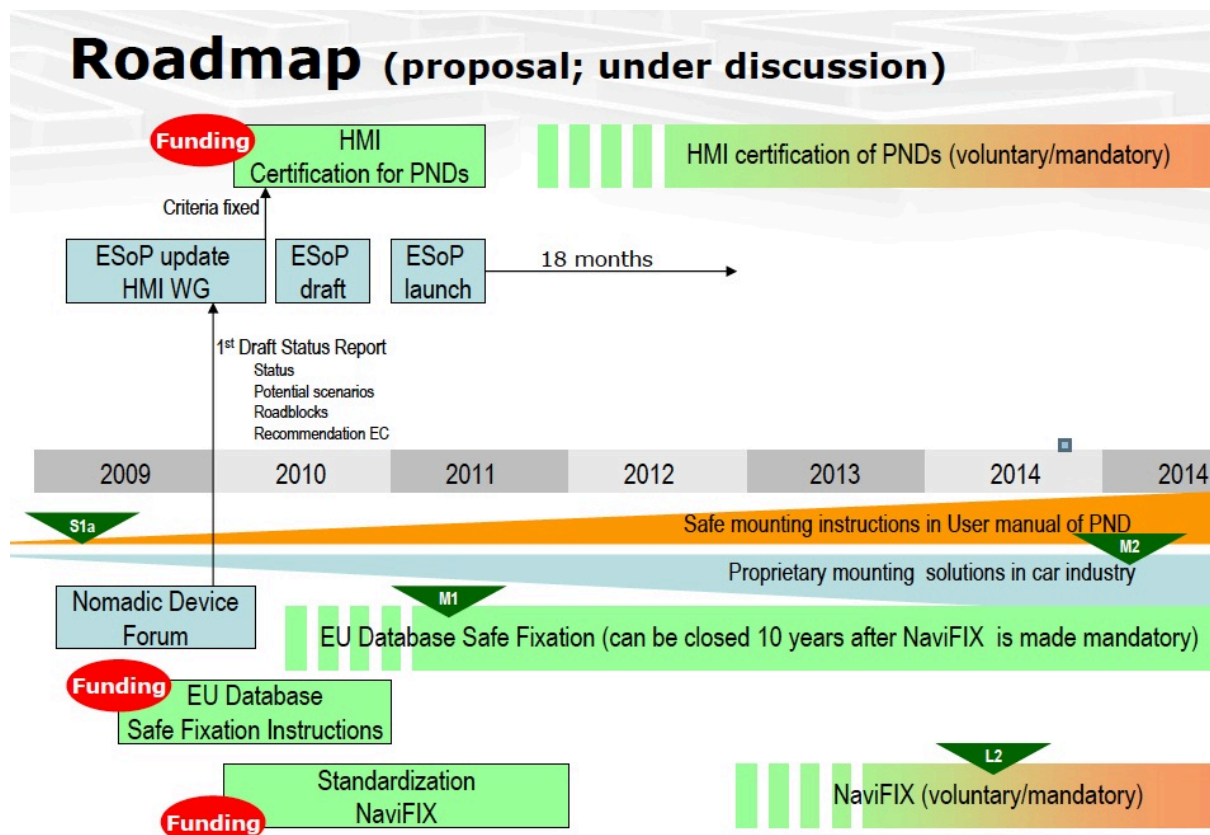 Roadmap (proposal; under discussion)
Funding
HMI
Certification for PNDs
HMI certification of PNDs (voluntary/mandatory)
Criteria fixed
ESoP update
HMI WG
ESoP
draft
ESoP
launch
18 months
1st Draft Status Report
Status
Potential scenarios
Roadblocks
Recommendation EC
2009 2010 2011 2012 2013 2014 2014
S1a
Safe mounting instructions in User manual of PND
M2
Proprietary mounting solutions in car industry
Nomadic Device
Forum
M1
EU Database Safe Fixation (can be closed 10 years after NaviFIX is made mandatory)
Funding
EU Database
Safe Fixation Instructions
L2
Standardization
NaviFIX
Funding
NaviFIX (voluntary/mandatory)